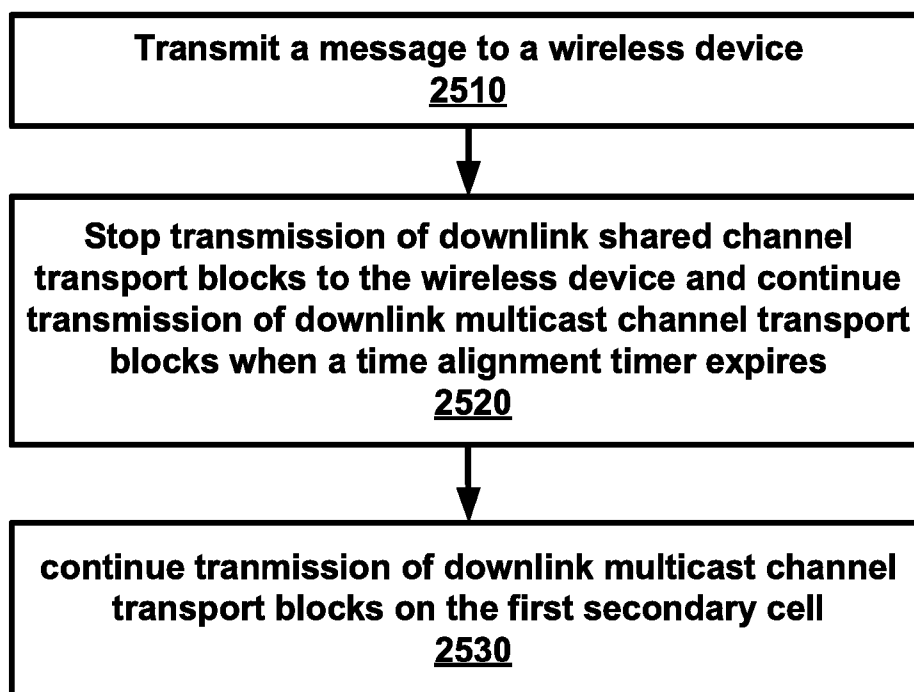 Transmit a message to a wireless device
2510
Stop transmission of downlink shared channel
transport blocks to the wireless device and continue
transmission of downlink multicast channel transport
blocks when a time alignment timer expires
2520
continue tranmission of downlink multicast channel
transport blocks on the first secondary cell
2530